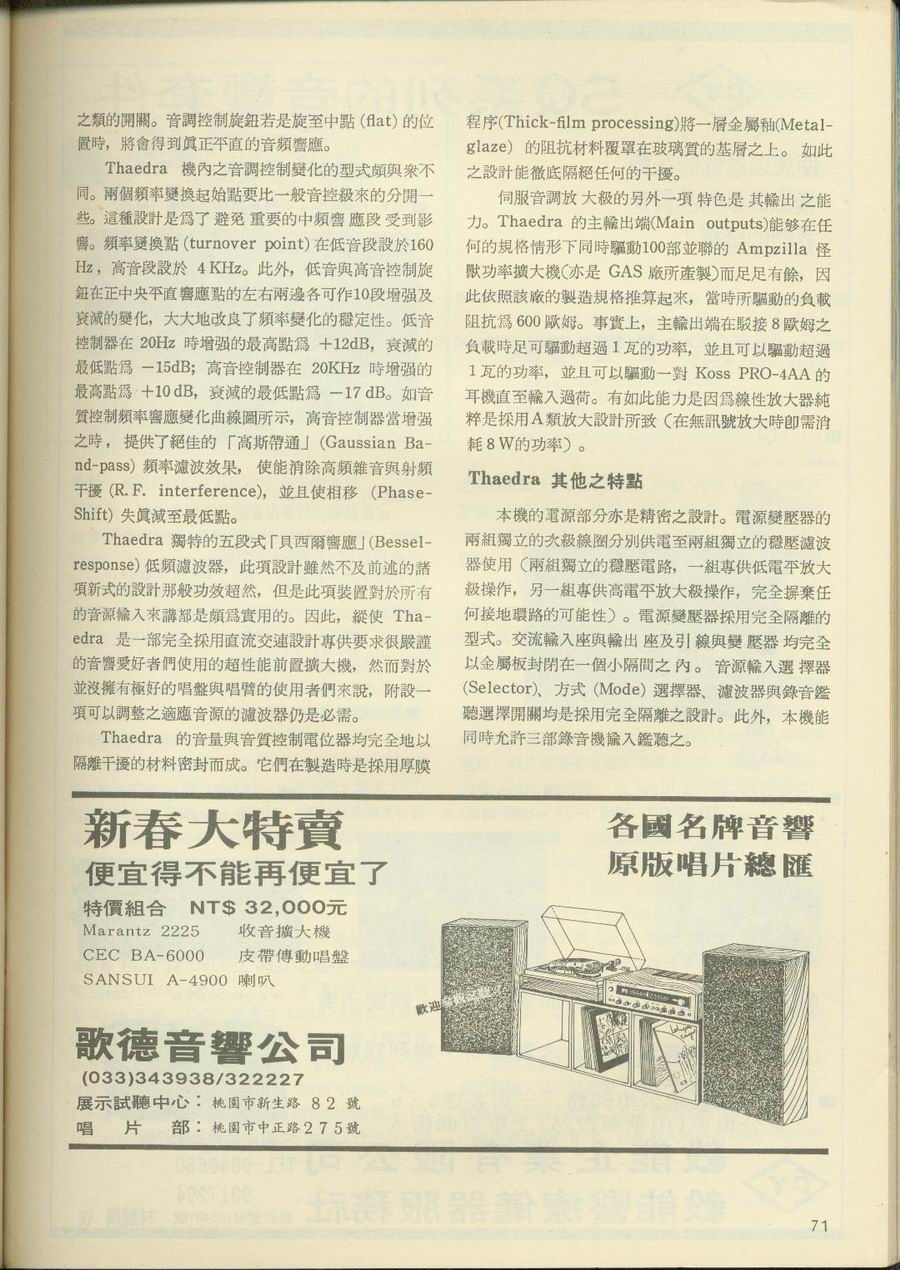 之類的開關。音調控制旋鈕若是旋至中點 (flat) 的位
置時，將會得到眞正平直的音頻響應。
Thaedra 機內之音調控制變化的型式頗與衆不
同。兩個頻率變換起始點要比一般音控級來的分開一
些。這種設計是爲了避免重要的中頻響應段受到影
響。頻率變換點 (turnover point) 在低音段設於160
Hz，高音段設於 4 KHz。此外，低音與高音控制旋
鈕在正中央平直響應點的左右兩邊各可作10段增强及
衰減的變化，大大地改良了頻率變化的穩定性。低音
控制器在 20Hz 時增强的最高點爲 +12dB，衰減的
最低點爲 −15dB；高音控制器在 20KHz 時增强的
最高點爲 +10 dB，衰減的最低點爲 −17 dB。如音
質控制頻率響應變化曲線圖所示，高音控制器當增强
之時，提供了絕佳的「高斯帶通」(Gaussian Ba-
nd-pass) 頻率濾波效果，使能消除高頻雜音與射頻
干擾 (R. F. interference)，並且使相移 (Phase-
Shift) 失眞減至最低點。
Thaedra 獨特的五段式「貝西爾響應」(Bessel-
response) 低頻濾波器，此項設計雖然不及前述的諸
項新式的設計那般功效超然，但是此項裝置對於所有
的音源輸入來講都是頗爲實用的。因此，縱使 Tha-
edra 是一部完全採用直流交連設計專供要求很嚴謹
的音響愛好者們使用的超性能前置擴大機，然而對於
並沒擁有極好的唱盤與唱臂的使用者們來說，附設一
項可以調整之適應音源的濾波器仍是必需。
Thaedra 的音量與音質控制電位器均完全地以
隔離干擾的材料密封而成。它們在製造時是採用厚膜
程序(Thick-film processing)將一層金屬釉(Metal-
glaze) 的阻抗材料覆罩在玻璃質的基層之上。如此
之設計能徹底隔絕任何的干擾。
伺服音調放大級的另外一項特色是其輸出之能
力。Thaedra 的主輸出端(Main outputs)能够在任
何的規格情形下同時驅動100部並聯的 Ampzilla 怪
獸功率擴大機(亦是 GAS 廠所產製)而足足有餘，因
此依照該廠的製造規格推算起來，當時所驅動的負載
阻抗爲 600 歐姆。事實上，主輸出端在駁接 8 歐姆之
負載時足可驅動超過 1 瓦的功率，並且可以驅動超過
1 瓦的功率，並且可以驅動一對 Koss PRO-4AA 的
耳機直至輸入過荷。有如此能力是因爲線性放大器純
粹是採用A類放大設計所致（在無訊號放大時卽需消
耗 8 W的功率）。
Thaedra 其他之特點
本機的電源部分亦是精密之設計。電源變壓器的
兩組獨立的次級線圈分別供電至兩組獨立的穩壓濾波
器使用（兩組獨立的穩壓電路，一組專供低電平放大
級操作，另一組專供高電平放大級操作，完全摒棄任
何接地環路的可能性）。電源變壓器採用完全隔離的
型式。交流輸入座與輸出座及引線與變壓器均完全
以金屬板封閉在一個小隔間之內。音源輸入選擇器
(Selector)、方式 (Mode) 選擇器、濾波器與錄音鑑
聽選擇開關均是採用完全隔離之設計。此外，本機能
同時允許三部錄音機輸入鑑聽之。
新春大特賣
便宜得不能再便宜了
特價組合 NT$ 32,000元
Marantz 2225 收音擴大機
CEC BA-6000 皮帶傳動唱盤
SANSUI A-4900 喇叭
歌德音響公司
(033)343938/322227
展示試聽中心：桃園市新生路 82 號
唱片部：桃園市中正路275號
各國名牌音響
原版唱片總匯
歡迎
71